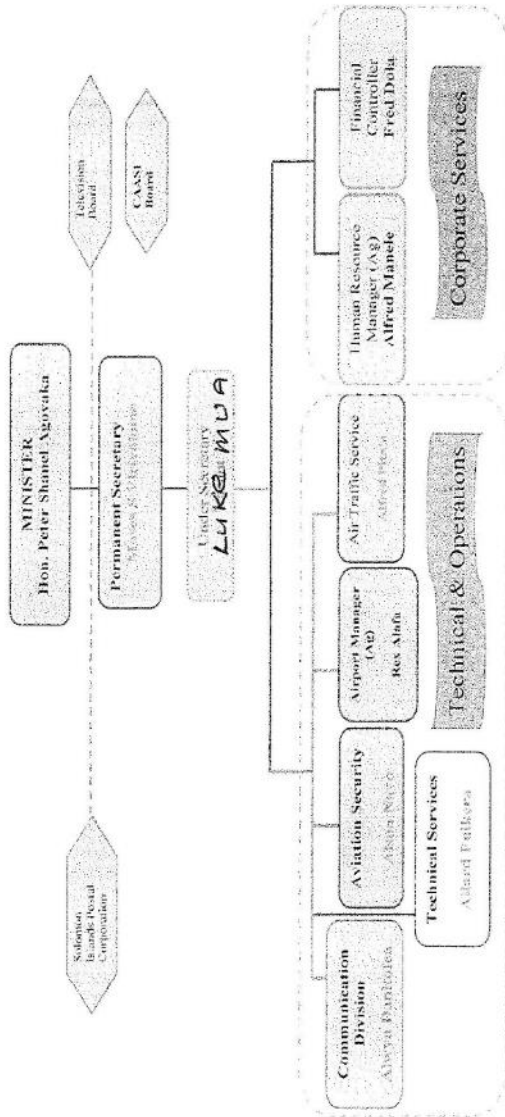 MINISTER
Hon. Peter Shanel Agovaka
Solomon
Islands Postal
Corporation
Television
Board
CAASI
Board
Permanent Secretary
Under Secretary
LUKE MUA
Communication
Division
Aviation Security
Airport Manager
(Ag)
Rex Alafa
Air Traffic Service
Alfred
Human Resource
Manager (Ag)
Alfred Manele
Financial
Controller
Fred Dola
Technical Services
Allard
Technical & Operations
Corporate Services